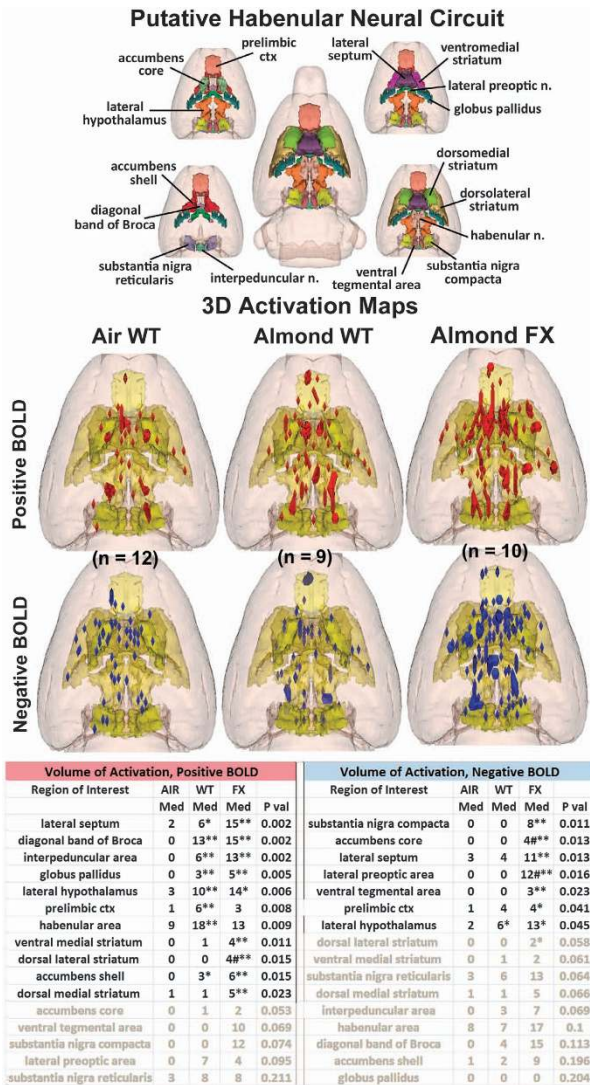 Putative Habenular Neural Circuit
prelimbic ctx
accumbens core
lateral hypothalamus
lateral septum
ventromedial striatum
lateral preoptic n.
globus pallidus
accumbens shell
diagonal band of Broca
substantia nigra reticularis
interpeduncular n.
dorsomedial striatum
dorsolateral striatum
habenular n.
ventral tegmental area
substantia nigra compacta
3D Activation Maps
Air WT Almond WT Almond FX
Positive BOLD
(n = 12) (n = 9) (n = 10)
Negative BOLD
Volume of Activation, Positive BOLD
Region of Interest AIR WT FX
Med Med Med P val
lateral septum 2 6* 15** 0.002
diagonal band of Broca 0 13** 15** 0.002
interpeduncular area 0 6** 13** 0.002
globus pallidus 0 3** 5** 0.005
lateral hypothalamus 3 10** 14* 0.006
prelimbic ctx 1 6** 3 0.008
habenular area 9 18** 13 0.009
ventral medial striatum 0 1 4** 0.011
dorsal lateral striatum 0 0 4#** 0.015
accumbens shell 0 3* 6** 0.015
dorsal medial striatum 1 1 5** 0.023
accumbens core 0 1 2 0.053
ventral tegmental area 0 0 10 0.069
substantia nigra compacta 0 0 12 0.074
lateral preoptic area 0 7 4 0.095
substantia nigra reticularis 3 8 8 0.211
Volume of Activation, Negative BOLD
Region of Interest AIR WT FX
Med Med Med P val
substantia nigra compacta 0 0 8** 0.011
accumbens core 0 0 4#** 0.013
lateral septum 3 4 11** 0.013
lateral preoptic area 0 0 12#** 0.016
ventral tegmental area 0 0 3** 0.023
prelimbic ctx 1 4 4* 0.041
lateral hypothalamus 2 6* 13* 0.045
dorsal lateral striatum 0 0 2* 0.058
ventral medial striatum 0 1 2 0.061
substantia nigra reticularis 3 6 13 0.064
dorsal medial striatum 1 1 5 0.066
interpeduncular area 0 3 7 0.069
habenular area 8 7 17 0.1
diagonal band of Broca 0 4 15 0.113
accumbens shell 1 2 9 0.196
globus pallidus 0 0 0 0.204